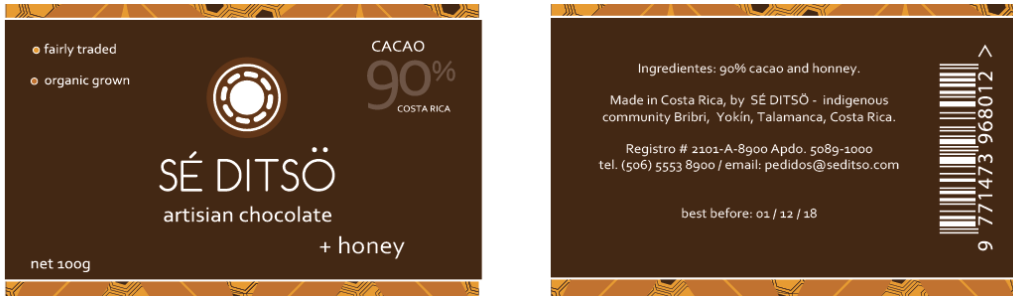 fairly traded
organic grown
CACAO
90%
COSTA RICA
SÉ DITSÖ
artisian chocolate
+ honey
net 100g
Ingredientes: 90% cacao and honney.
Made in Costa Rica, by SÉ DITSÖ - indigenous
community Bribri, Yokín, Talamanca, Costa Rica.
Registro # 2101-A-8900 Apdo. 5089-1000
tel. (506) 5553 8900 / email: pedidos@seditso.com
best before: 01 / 12 / 18
9 771473 968012 >